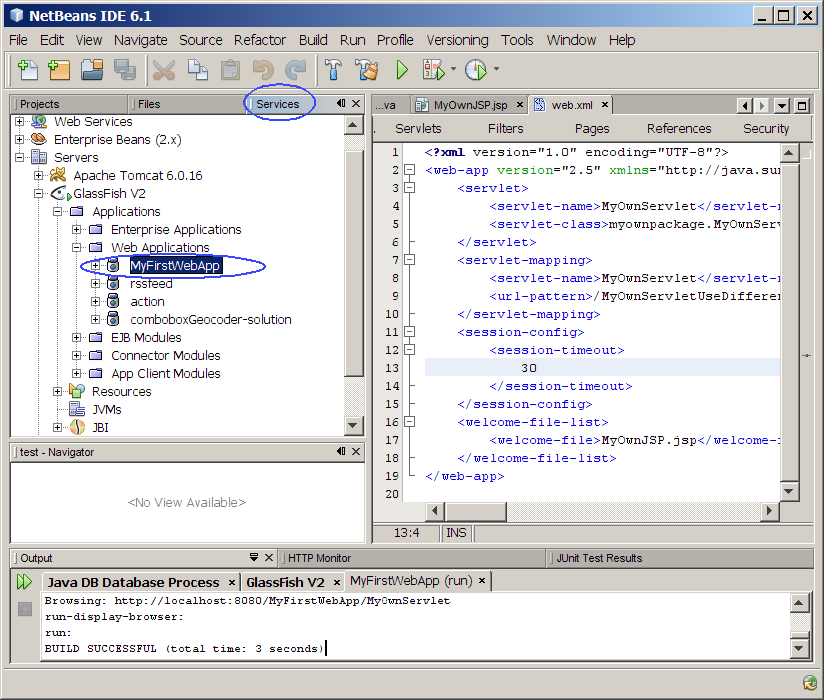 NetBeans IDE 6.1
File Edit View Navigate Source Refactor Build Run Profile Versioning Tools Window Help
Projects Files Services
Web Services
Enterprise Beans (2.x)
Servers
Apache Tomcat 6.0.16
GlassFish V2
Applications
Enterprise Applications
Web Applications
MyFirstWebApp
rssfeed
action
comboboxGeocoder-solution
EJB Modules
Connector Modules
App Client Modules
Resources
JVMs
JBI
test - Navigator
<No View Available>
...va MyOwnJSP.jsp web.xml
Servlets Filters Pages References Security
1 <?xml version="1.0" encoding="UTF-8"?>
2 <web-app version="2.5" xmlns="http://java.sun
3 <servlet>
4 <servlet-name>MyOwnServlet</servlet-n
5 <servlet-class>myownpackage.MyOwnServ
6 </servlet>
7 <servlet-mapping>
8 <servlet-name>MyOwnServlet</servlet-n
9 <url-pattern>/MyOwnServletUseDifferen
10 </servlet-mapping>
11 <session-config>
12 <session-timeout>
13 30
14 </session-timeout>
15 </session-config>
16 <welcome-file-list>
17 <welcome-file>MyOwnJSP.jsp</welcome-f
18 </welcome-file-list>
19 </web-app>
20
13:4 INS
Output HTTP Monitor JUnit Test Results
Java DB Database Process GlassFish V2 MyFirstWebApp (run)
Browsing: http://localhost:8080/MyFirstWebApp/MyOwnServlet
run-display-browser:
run:
BUILD SUCCESSFUL (total time: 3 seconds)